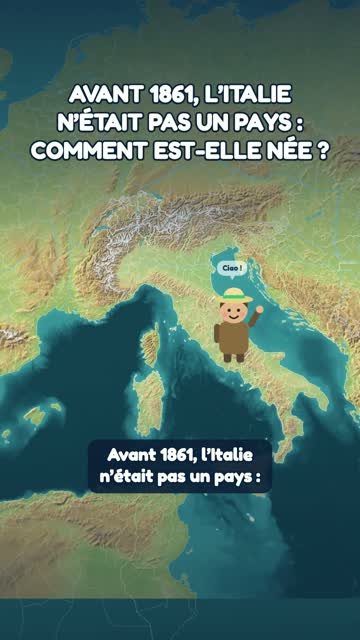 AVANT 1861, L’ITALIE
N’ÉTAIT PAS UN PAYS :
COMMENT EST-ELLE NÉE ?
Ciao !
Avant 1861, l’Italie
n’était pas un pays :